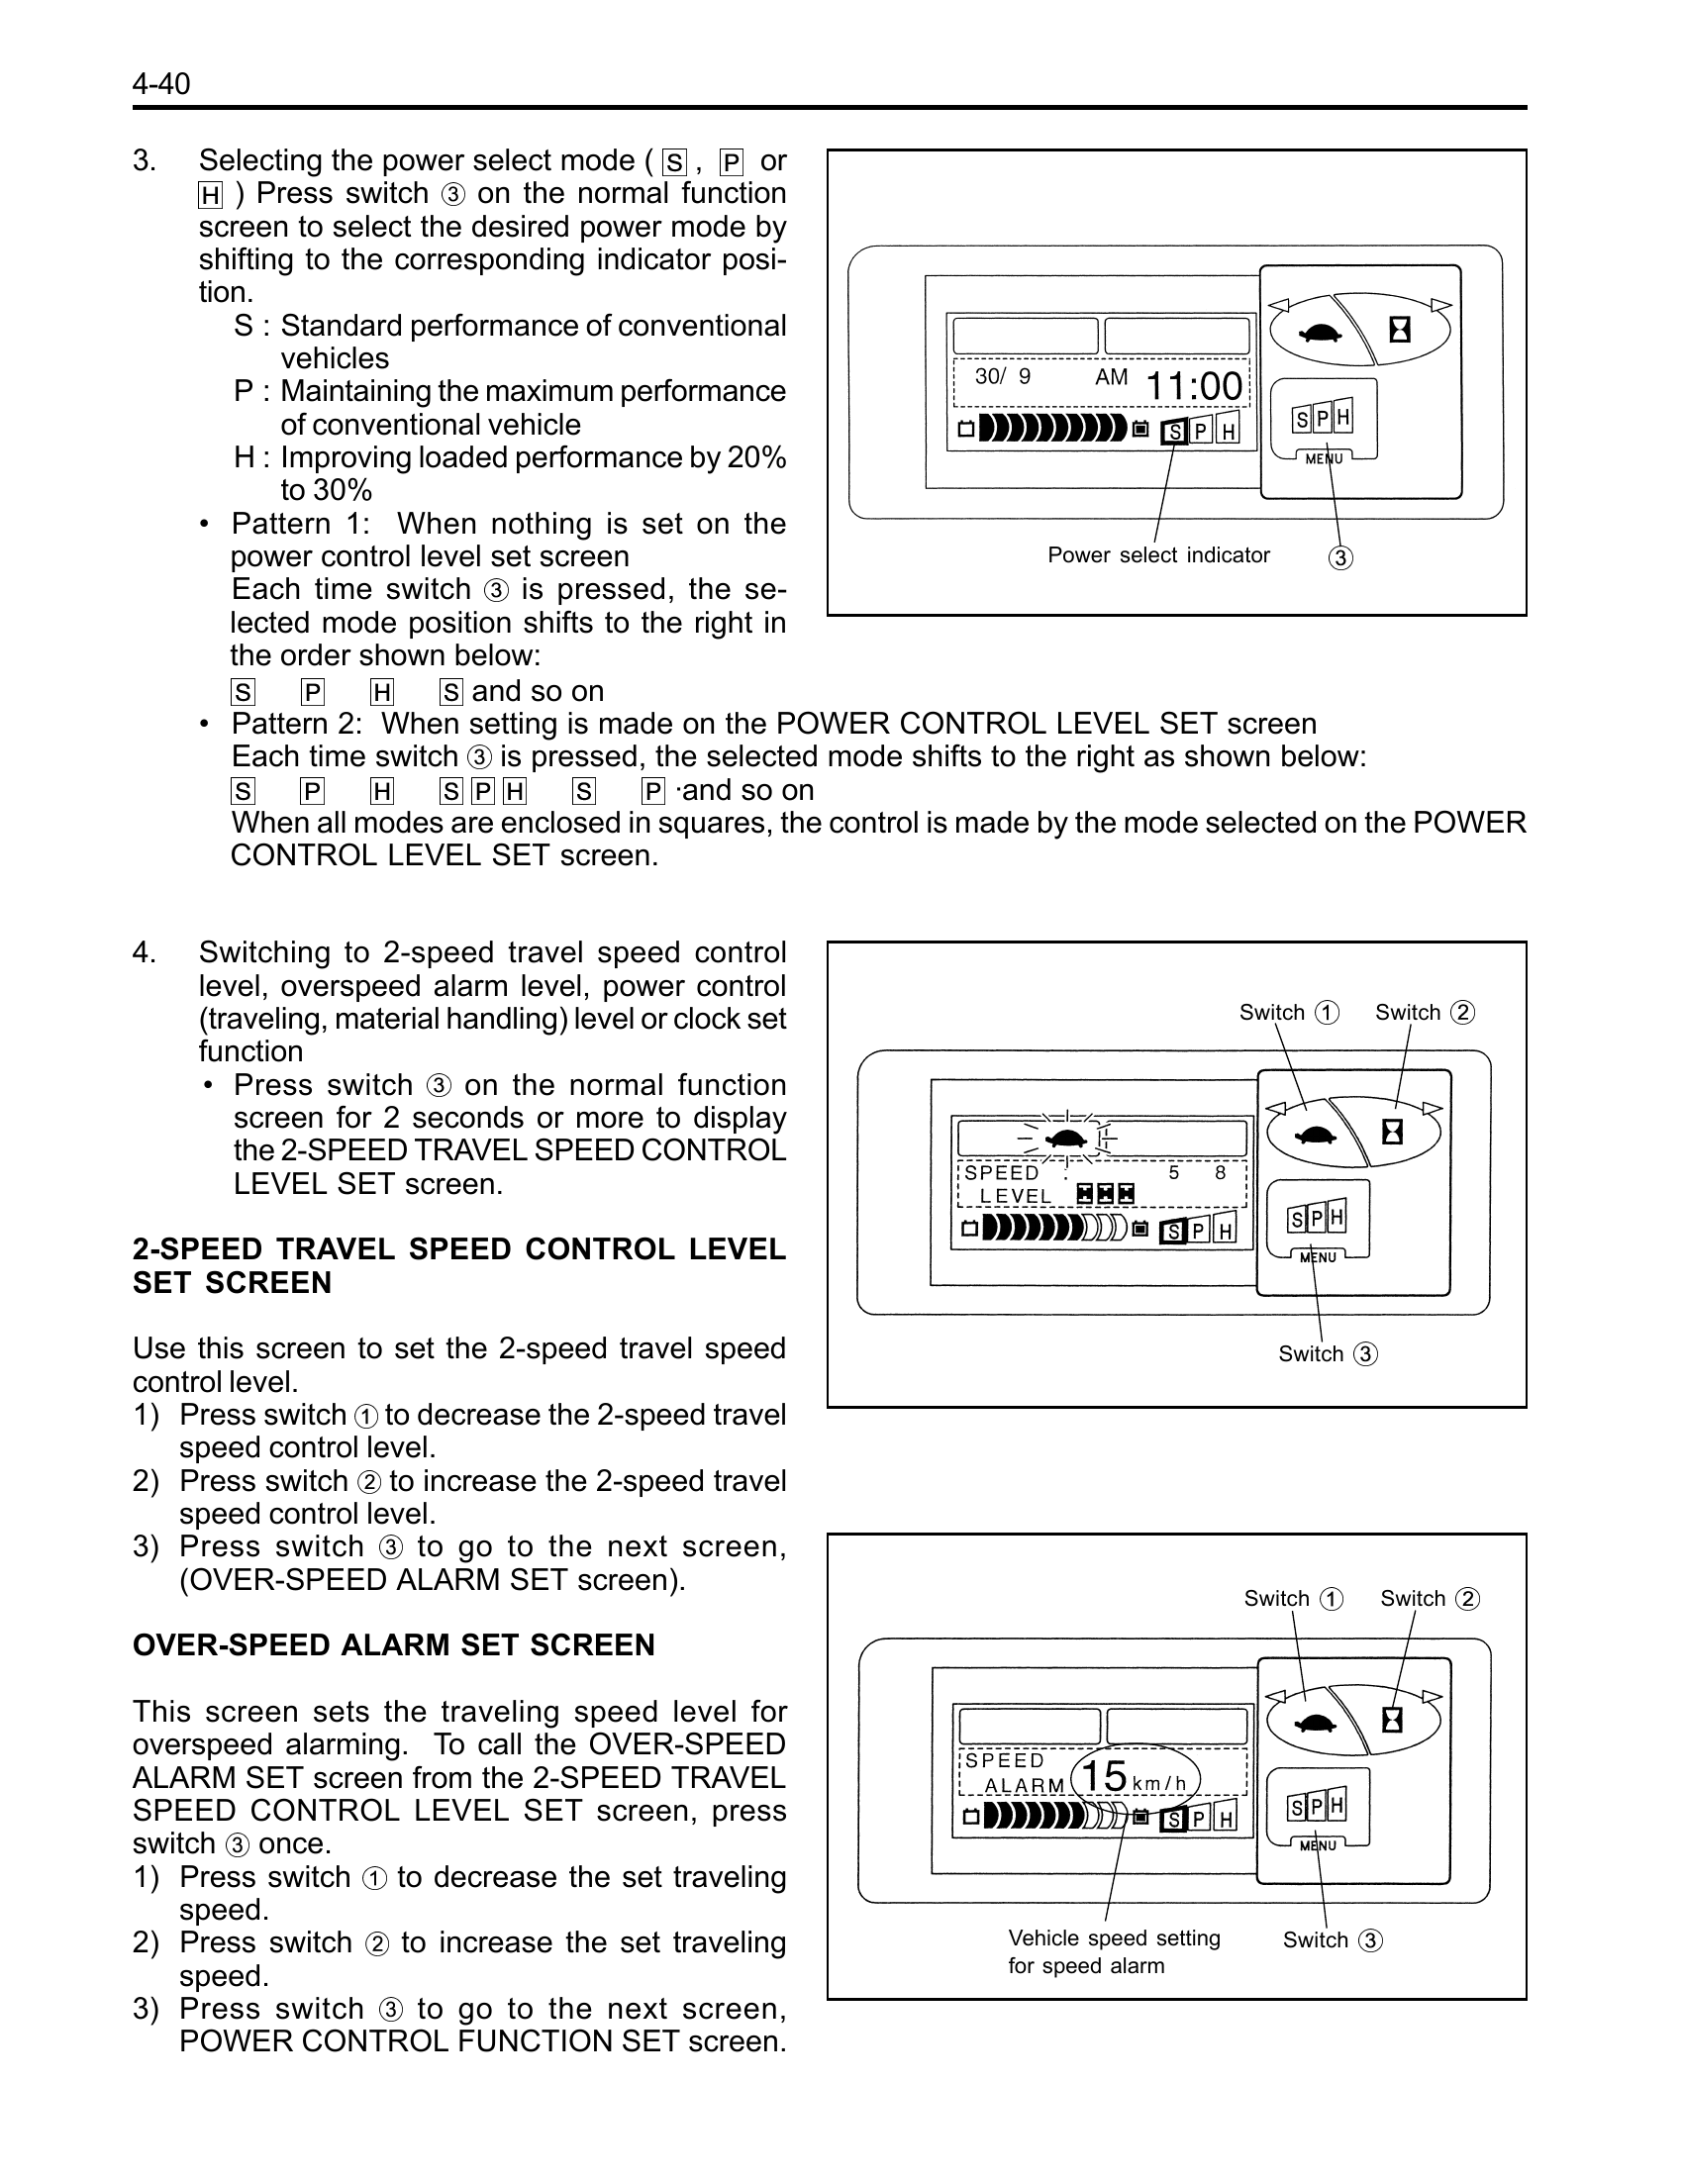 4-40
3. Selecting the power select mode ( S , P or
H ) Press switch ③ on the normal function
screen to select the desired power mode by
shifting to the corresponding indicator posi-
tion.
S : Standard performance of conventional
vehicles
P : Maintaining the maximum performance
of conventional vehicle
H : Improving loaded performance by 20%
to 30%
• Pattern 1: When nothing is set on the
power control level set screen
Each time switch ③ is pressed, the se-
lected mode position shifts to the right in
the order shown below:
S P H S and so on
• Pattern 2: When setting is made on the POWER CONTROL LEVEL SET screen
Each time switch ③ is pressed, the selected mode shifts to the right as shown below:
S P H S P H S P ·and so on
When all modes are enclosed in squares, the control is made by the mode selected on the POWER
CONTROL LEVEL SET screen.
30/ 9 AM 11:00
S P H
S P H
MENU
Power select indicator ③
4. Switching to 2-speed travel speed control
level, overspeed alarm level, power control
(traveling, material handling) level or clock set
function
• Press switch ③ on the normal function
screen for 2 seconds or more to display
the 2-SPEED TRAVEL SPEED CONTROL
LEVEL SET screen.
2-SPEED TRAVEL SPEED CONTROL LEVEL
SET SCREEN
Use this screen to set the 2-speed travel speed
control level.
1) Press switch ① to decrease the 2-speed travel
speed control level.
2) Press switch ② to increase the 2-speed travel
speed control level.
3) Press switch ③ to go to the next screen,
(OVER-SPEED ALARM SET screen).
Switch ① Switch ②
SPEED : 5 8
LEVEL
S P H
S P H
MENU
Switch ③
OVER-SPEED ALARM SET SCREEN
This screen sets the traveling speed level for
overspeed alarming. To call the OVER-SPEED
ALARM SET screen from the 2-SPEED TRAVEL
SPEED CONTROL LEVEL SET screen, press
switch ③ once.
1) Press switch ① to decrease the set traveling
speed.
2) Press switch ② to increase the set traveling
speed.
3) Press switch ③ to go to the next screen,
POWER CONTROL FUNCTION SET screen.
Switch ① Switch ②
SPEED
ALARM 15 km/h
S P H
S P H
MENU
Vehicle speed setting
for speed alarm
Switch ③